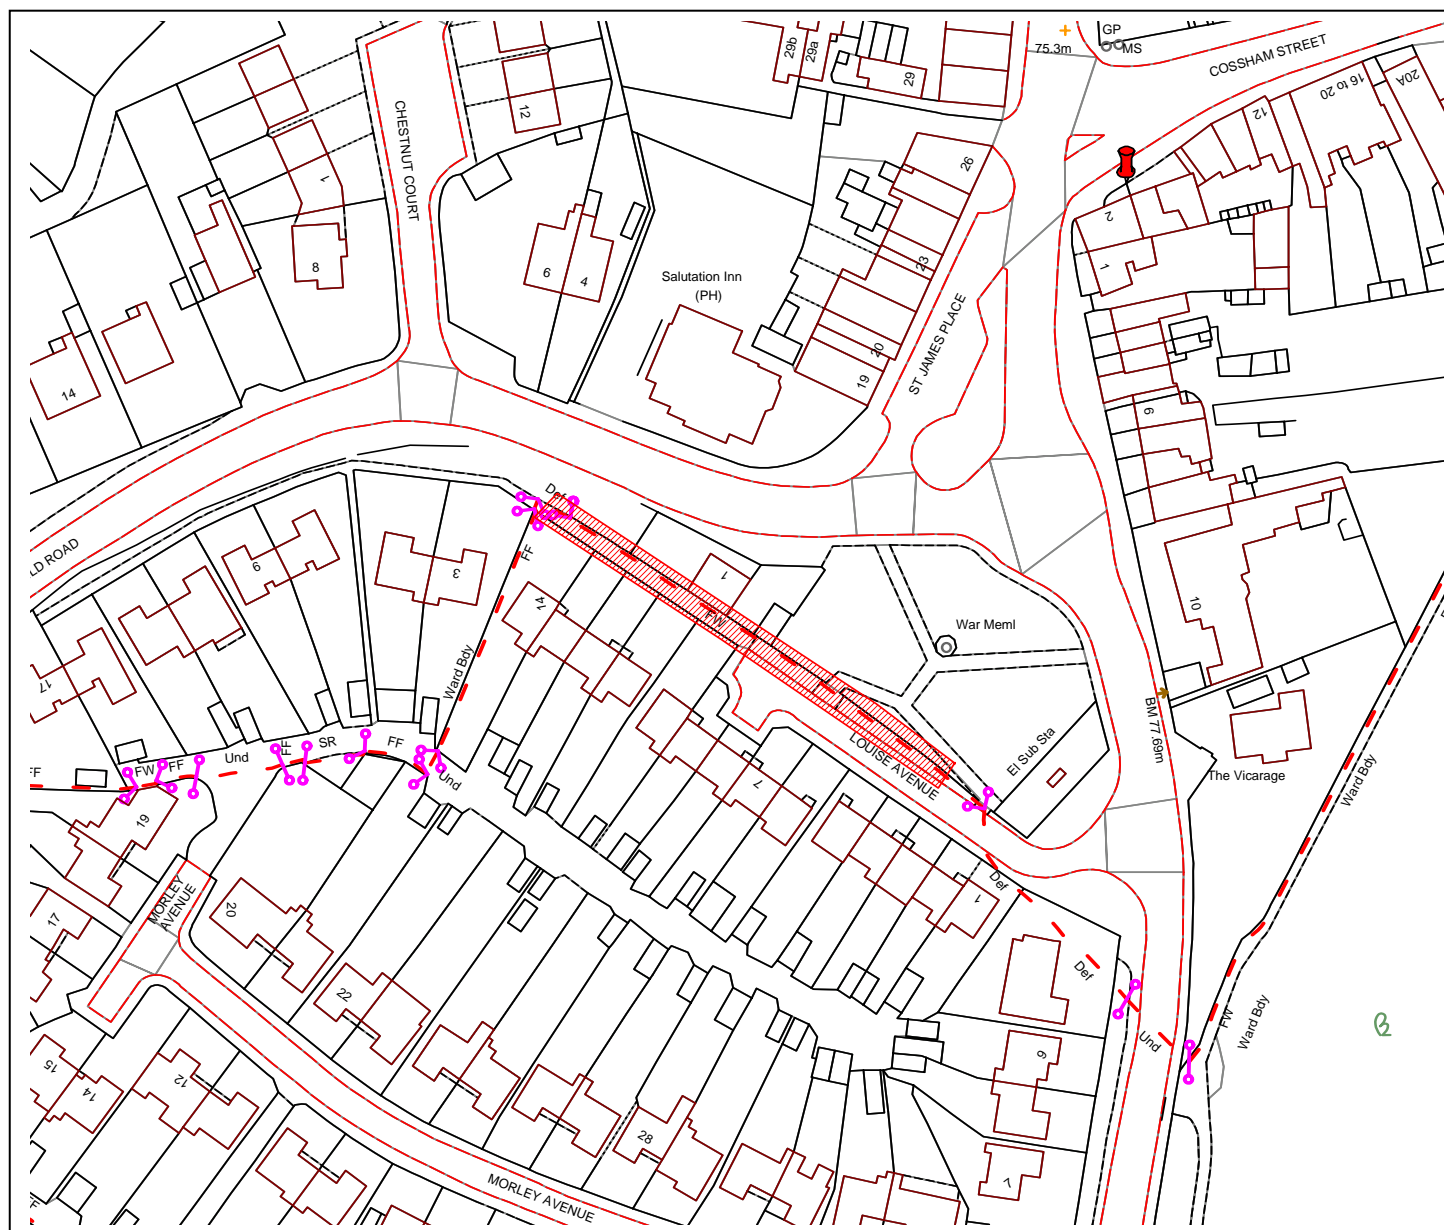 GP
MS
75.3m
COSSHAM STREET
29b
29a
29
16 to 20
20A
12
12
CHESTNUT COURT
1
26
2
8
6
4
Salutation Inn
(PH)
23
1
ST JAMES PLACE
20
19
14
6
LD ROAD
Def
FF
9
3
1
14
FW
10
War Meml
17
Ward Bdy
BM 77.69m
El Sub Sta
LOUISE AVENUE
The Vicarage
Ward Bdy
FF
FW
FF
Und
FF
SR
FF
Und
7
19
MORLEY
AVENUE
17
20
1
Def
Def
22
Und
FW
Ward Bdy
9
15
14
12
28
7
MORLEY AVENUE